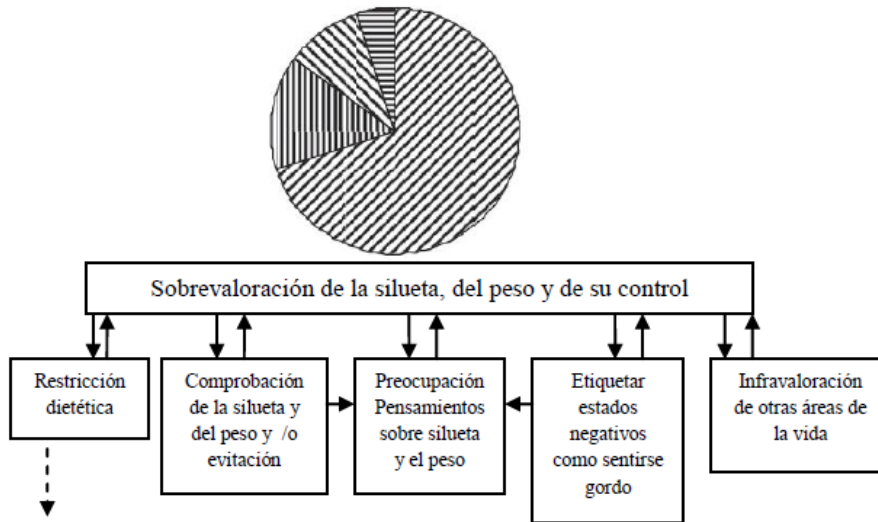 Sobrevaloración de la silueta, del peso y de su control
Restricción
dietética
Comprobación
de la silueta y
del peso y /o
evitación
Preocupación
Pensamientos
sobre silueta
y el peso
Etiquetar
estados
negativos
como sentirse
gordo
Infravaloración
de otras áreas de
la vida